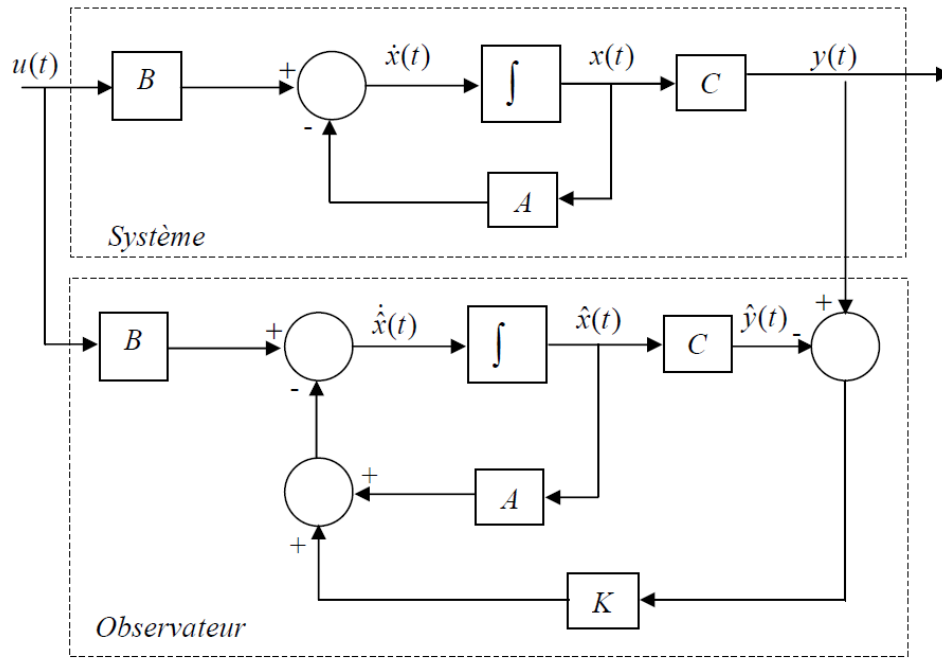 u(t)
B
+
-
ẋ(t)
∫
x(t)
C
y(t)
A
Système
B
+
-
x̂̇(t)
∫
x̂(t)
C
ŷ(t)
+
-
+
A
+
K
Observateur